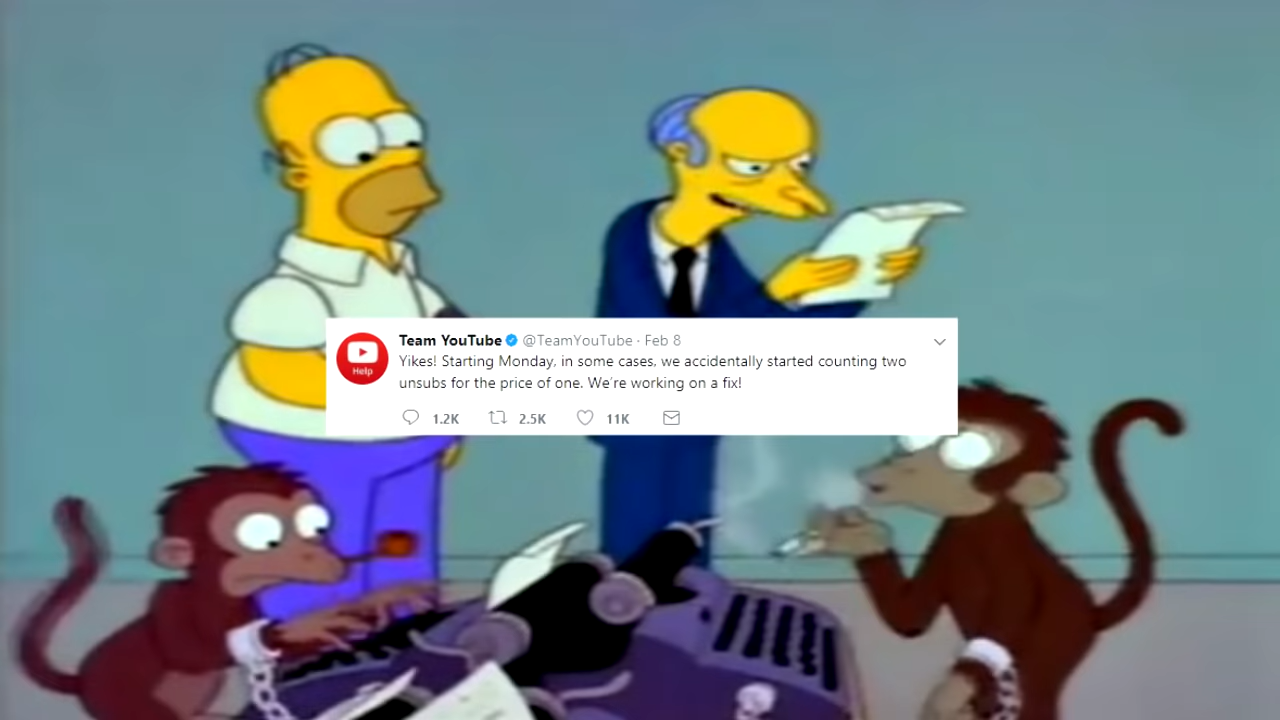 Team YouTube @TeamYouTube · Feb 8
Yikes! Starting Monday, in some cases, we accidentally started counting two
unsubs for the price of one. We're working on a fix!
Help
1.2K 2.5K 11K